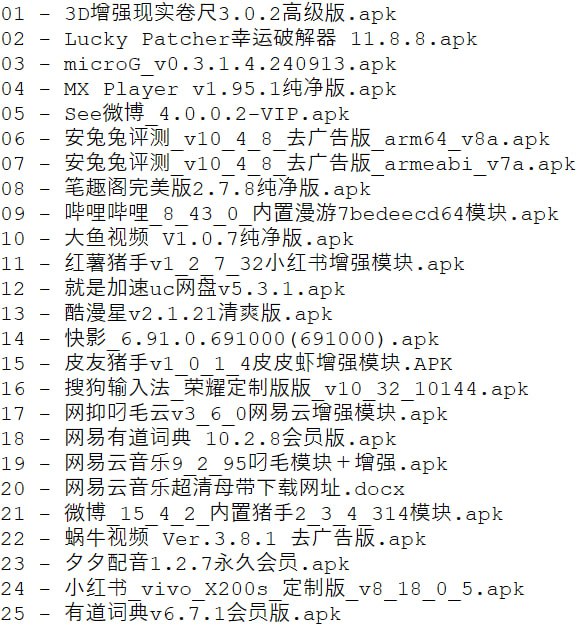 01 - 3D增强现实卷尺3.0.2高级版.apk
02 - Lucky Patcher幸运破解器 11.8.8.apk
03 - microG_v0.3.1.4.240913.apk
04 - MX Player v1.95.1纯净版.apk
05 - See微博_4.0.0.2-VIP.apk
06 - 安兔兔评测_v10_4_8_去广告版_arm64_v8a.apk
07 - 安兔兔评测_v10_4_8_去广告版_armeabi_v7a.apk
08 - 笔趣阁完美版2.7.8纯净版.apk
09 - 哔哩哔哩_8_43_0_内置漫游7bedeecd64模块.apk
10 - 大鱼视频 V1.0.7纯净版.apk
11 - 红薯猪手v1_2_7_32小红书增强模块.apk
12 - 就是加速uc网盘v5.3.1.apk
13 - 酷漫星v2.1.21清爽版.apk
14 - 快影_6.91.0.691000(691000).apk
15 - 皮友猪手v1_0_1_4皮皮虾增强模块.APK
16 - 搜狗输入法_荣耀定制版版_v10_32_10144.apk
17 - 网抑叼毛云v3_6_0网易云增强模块.apk
18 - 网易有道词典 10.2.8会员版.apk
19 - 网易云音乐9_2_95叼毛模块＋增强.apk
20 - 网易云音乐超清母带下载网址.docx
21 - 微博_15_4_2_内置猪手2_3_4_314模块.apk
22 - 蜗牛视频 Ver.3.8.1 去广告版.apk
23 - 夕夕配音1.2.7永久会员.apk
24 - 小红书_vivo_X200s_定制版_v8_18_0_5.apk
25 - 有道词典v6.7.1会员版.apk